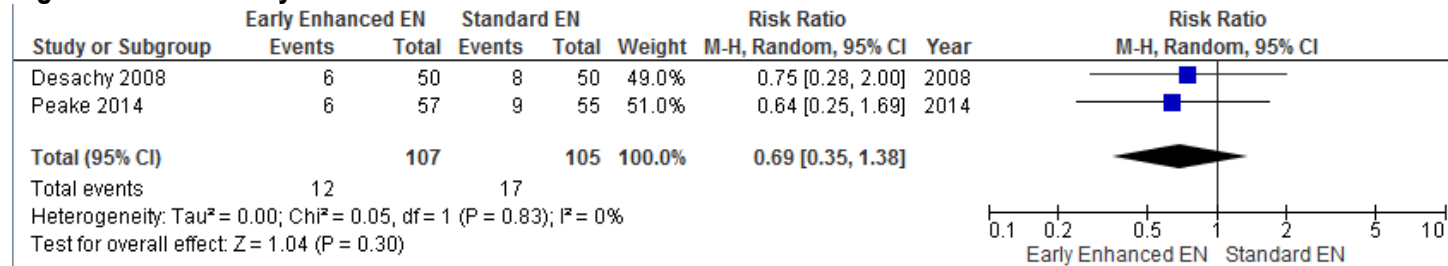 Early Enhanced EN Standard EN Risk Ratio Risk Ratio
Study or Subgroup Events Total Events Total Weight M-H, Random, 95% CI Year M-H, Random, 95% CI
Desachy 2008 6 50 8 50 49.0% 0.75 [0.28, 2.00] 2008
Peake 2014 6 57 9 55 51.0% 0.64 [0.25, 1.69] 2014
Total (95% CI) 107 105 100.0% 0.69 [0.35, 1.38]
Total events 12 17
Heterogeneity: Tau² = 0.00; Chi² = 0.05, df = 1 (P = 0.83); I² = 0%
Test for overall effect: Z = 1.04 (P = 0.30)
0.1 0.2 0.5 1 2 5 10
Early Enhanced EN Standard EN